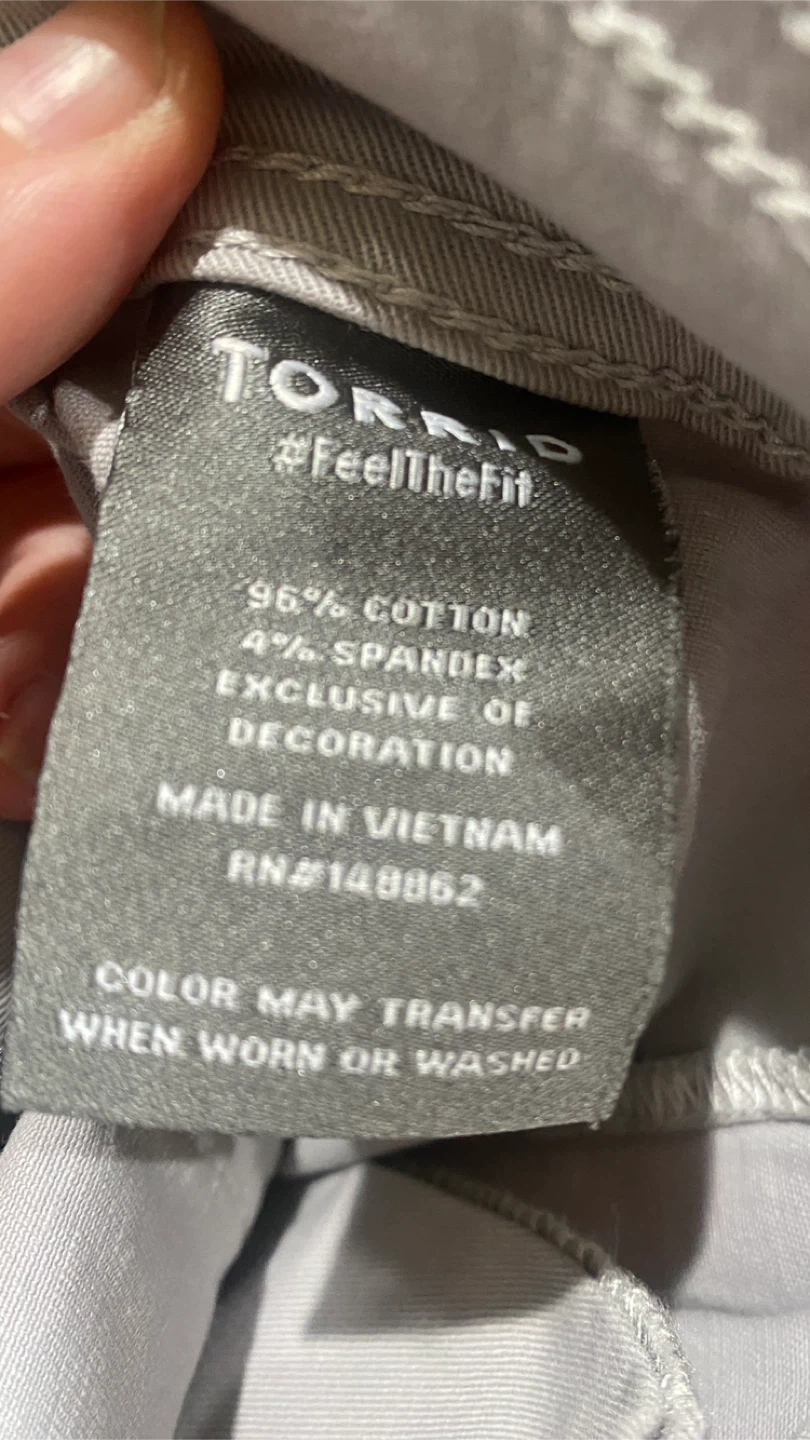 TORRID
#FeelTheFit
96% COTTON
4% SPANDEX
EXCLUSIVE OF
DECORATION
MADE IN VIETNAM
RN#148862
COLOR MAY TRANSFER
WHEN WORN OR WASHED